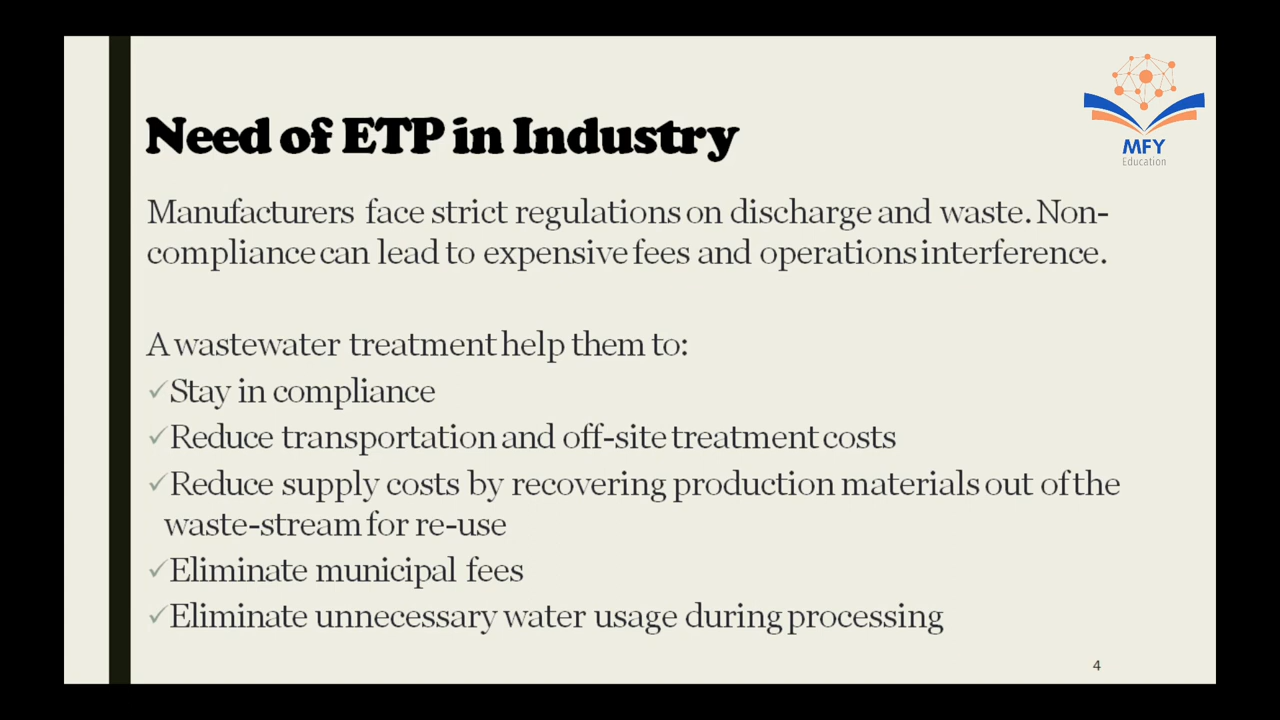 MFY
Education
Need of ETP in Industry
Manufacturers face strict regulations on discharge and waste. Non-
compliance can lead to expensive fees and operations interference.
A wastewater treatment help them to:
✓Stay in compliance
✓Reduce transportation and off-site treatment costs
✓Reduce supply costs by recovering production materials out of the
waste-stream for re-use
✓Eliminate municipal fees
✓Eliminate unnecessary water usage during processing
4